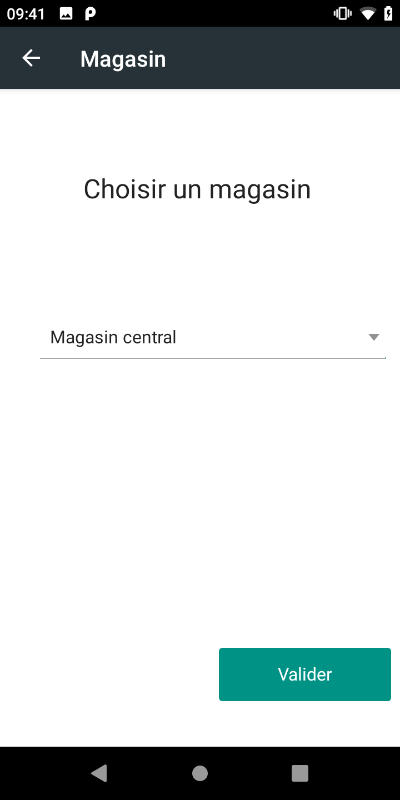 09:41
Magasin
Choisir un magasin
Magasin central
Valider